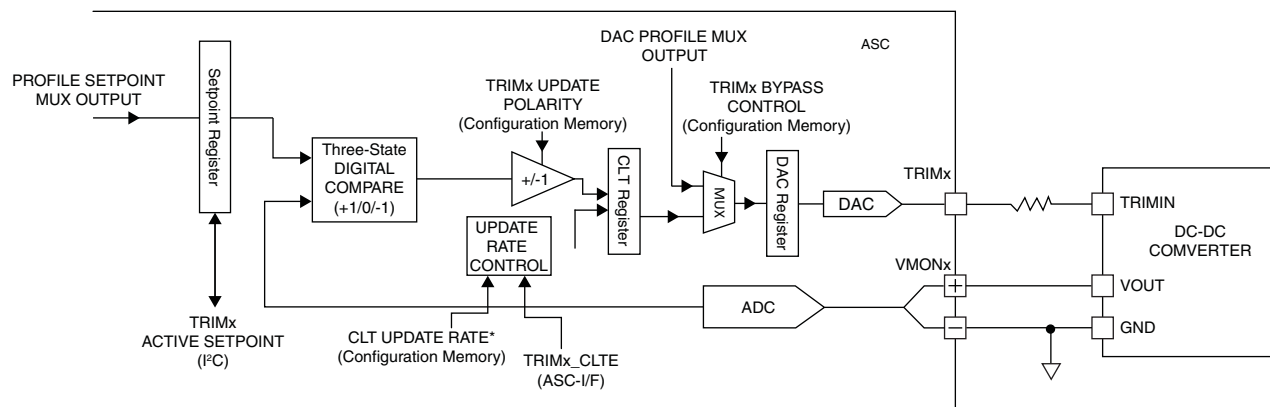 DAC PROFILE MUX
OUTPUT
ASC
PROFILE SETPOINT
MUX OUTPUT
Setpoint Register
TRIMx UPDATE
POLARITY
(Configuration Memory)
TRIMx BYPASS
CONTROL
(Configuration Memory)
Three-State
DIGITAL
COMPARE
(+1/0/-1)
+/-1
CLT Register
MUX
DAC Register
DAC
TRIMx
TRIMIN
DC-DC
COMVERTER
UPDATE
RATE
CONTROL
VMONx
+
VOUT
ADC
–
GND
TRIMx
ACTIVE SETPOINT
(I²C)
CLT UPDATE RATE*
(Configuration Memory)
TRIMx_CLTE
(ASC-I/F)